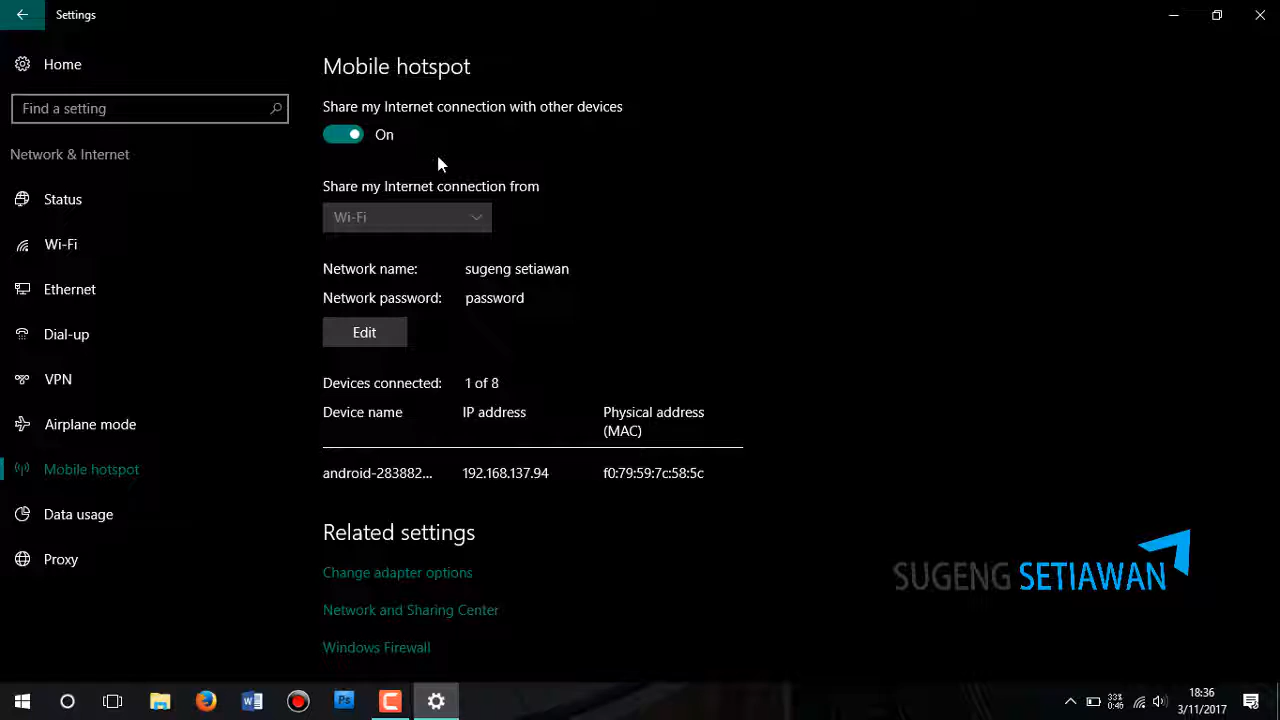 Settings
Home
Find a setting
Network & Internet
Status
Wi-Fi
Ethernet
Dial-up
VPN
Airplane mode
Mobile hotspot
Data usage
Proxy
Mobile hotspot
Share my Internet connection with other devices
On
Share my Internet connection from
Wi-Fi
Network name: sugeng setiawan
Network password: password
Edit
Devices connected: 1 of 8
Device name IP address Physical address
(MAC)
android-283882... 192.168.137.94 f0:79:59:7c:58:5c
Related settings
Change adapter options
Network and Sharing Center
Windows Firewall
SUGENG SETIAWAN
W
Ps
C
33%
0:46
18:36
3/11/2017